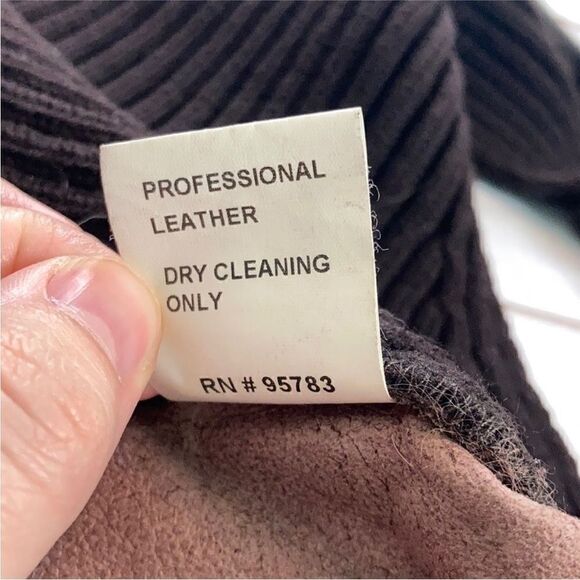 PROFESSIONAL
LEATHER
DRY CLEANING
ONLY
RN # 95783